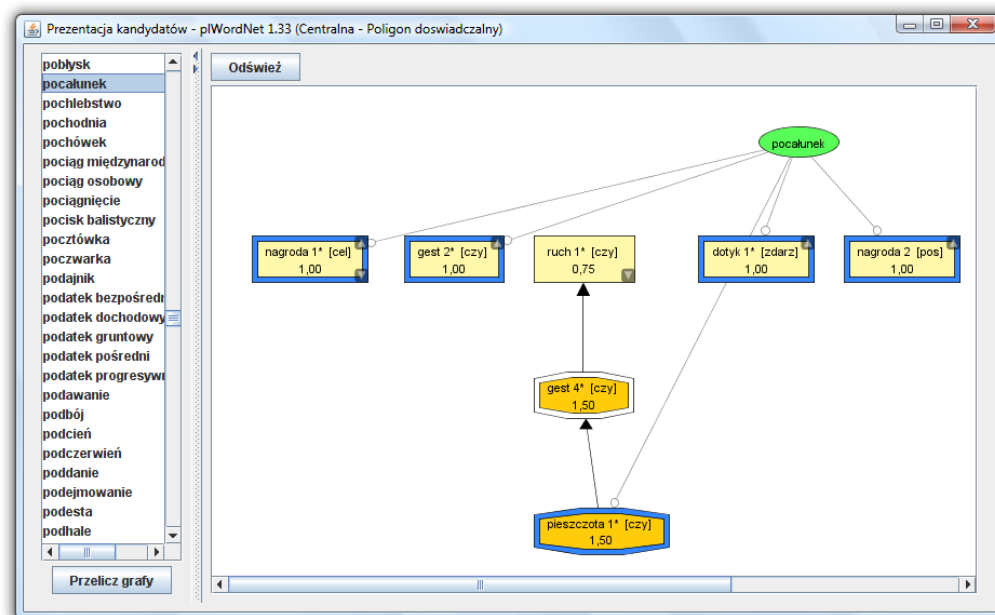 Prezentacja kandydatów - plWordNet 1.33 (Centralna - Poligon doswiadczalny)
pobłysk
pocałunek
pochlebstwo
pochodnia
pochówek
pociąg międzynarod
pociąg osobowy
pociągnięcie
pocisk balistyczny
pocztówka
poczwarka
podajnik
podatek bezpośredn
podatek dochodowy
podatek gruntowy
podatek pośredni
podatek progresywn
podawanie
podbój
podcień
podczerwień
poddanie
podejmowanie
podesta
podhale
Przelicz grafy
Odśwież
pocałunek
nagroda 1* [cel]
1,00
gest 2* [czy]
1,00
ruch 1* [czy]
0,75
dotyk 1* [zdarz]
1,00
nagroda 2 [pos]
1,00
gest 4* [czy]
1,50
pieszczota 1* [czy]
1,50